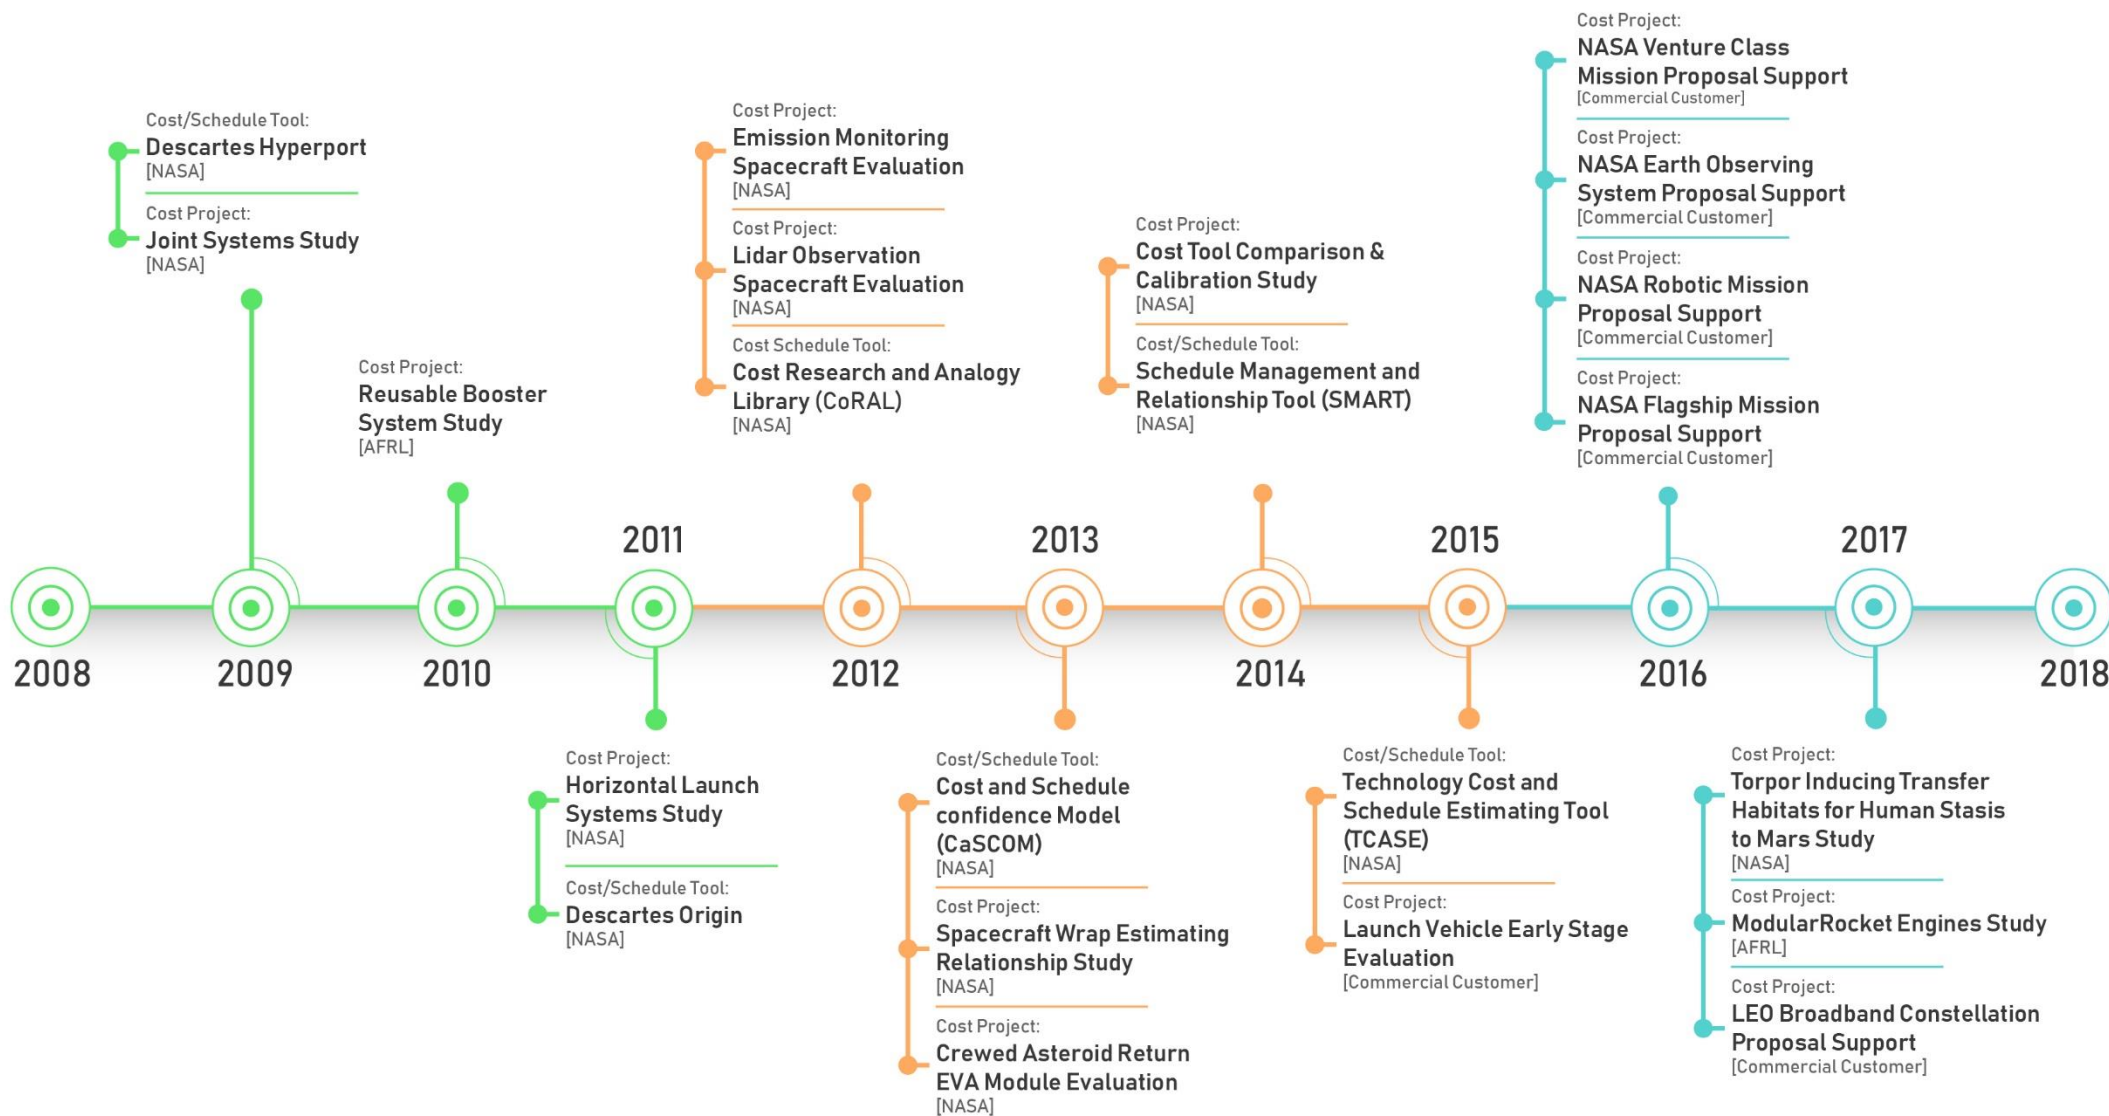 Cost/Schedule Tool:
Descartes Hyperport
[NASA]
Cost Project:
Joint Systems Study
[NASA]
Cost Project:
Reusable Booster
System Study
[AFRL]
Cost Project:
Emission Monitoring
Spacecraft Evaluation
[NASA]
Cost Project:
Lidar Observation
Spacecraft Evaluation
[NASA]
Cost Schedule Tool:
Cost Research and Analogy
Library (CoRAL)
[NASA]
Cost Project:
Cost Tool Comparison &
Calibration Study
[NASA]
Cost/Schedule Tool:
Schedule Management and
Relationship Tool (SMART)
[NASA]
Cost Project:
NASA Venture Class
Mission Proposal Support
[Commercial Customer]
Cost Project:
NASA Earth Observing
System Proposal Support
[Commercial Customer]
Cost Project:
NASA Robotic Mission
Proposal Support
[Commercial Customer]
Cost Project:
NASA Flagship Mission
Proposal Support
[Commercial Customer]
2011
2013
2015
2017
2008
2009
2010
2012
2014
2016
2018
Cost Project:
Horizontal Launch
Systems Study
[NASA]
Cost/Schedule Tool:
Descartes Origin
[NASA]
Cost/Schedule Tool:
Cost and Schedule
confidence Model
(CaSCOM)
[NASA]
Cost Project:
Spacecraft Wrap Estimating
Relationship Study
[NASA]
Cost Project:
Crewed Asteroid Return
EVA Module Evaluation
[NASA]
Cost/Schedule Tool:
Technology Cost and
Schedule Estimating Tool
(TCASE)
[NASA]
Cost Project:
Launch Vehicle Early Stage
Evaluation
[Commercial Customer]
Cost Project:
Torpor Inducing Transfer
Habitats for Human Stasis
to Mars Study
[NASA]
Cost Project:
ModularRocket Engines Study
[AFRL]
Cost Project:
LEO Broadband Constellation
Proposal Support
[Commercial Customer]